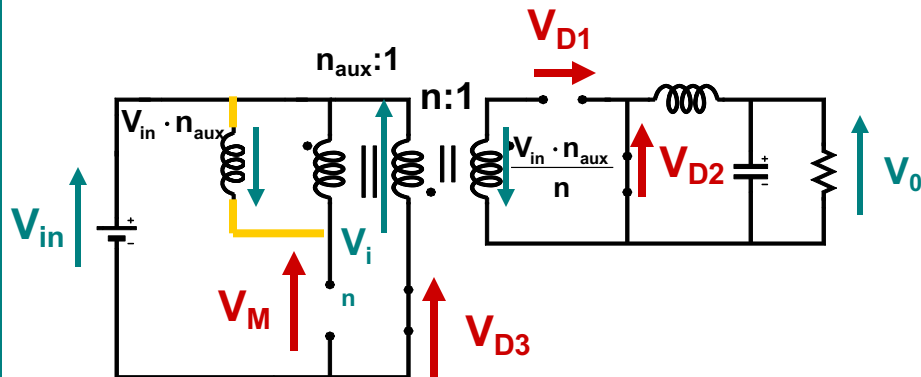 V_D1
n_aux:1
n:1
V_in · n_aux
V_in · n_aux
n
V_D2
V_0
V_in
V_i
n
V_M
V_D3